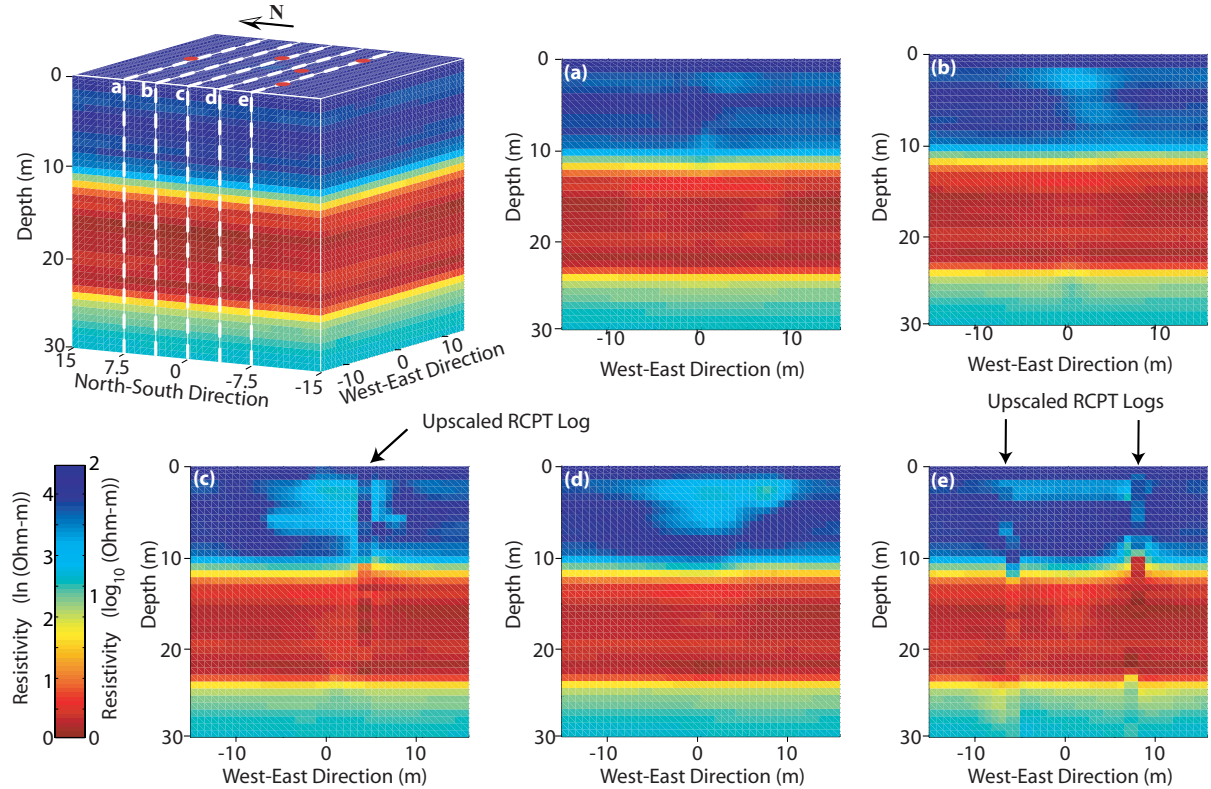 N
0
10
20
30
Depth (m)
a
b
c
d
e
15
7.5
0
-7.5
-15
North-South Direction
-10
0
10
West-East Direction
(a)
0
10
20
30
Depth (m)
-10
0
10
West-East Direction (m)
(b)
0
10
20
30
Depth (m)
-10
0
10
West-East Direction (m)
Resistivity (ln (Ohm-m))
0
1
2
3
4
Resistivity (log10 (Ohm-m))
0
1
2
Upscaled RCPT Log
(c)
0
10
20
30
Depth (m)
-10
0
10
West-East Direction (m)
(d)
0
10
20
30
Depth (m)
-10
0
10
West-East Direction (m)
Upscaled RCPT Logs
(e)
0
10
20
30
Depth (m)
-10
0
10
West-East Direction (m)